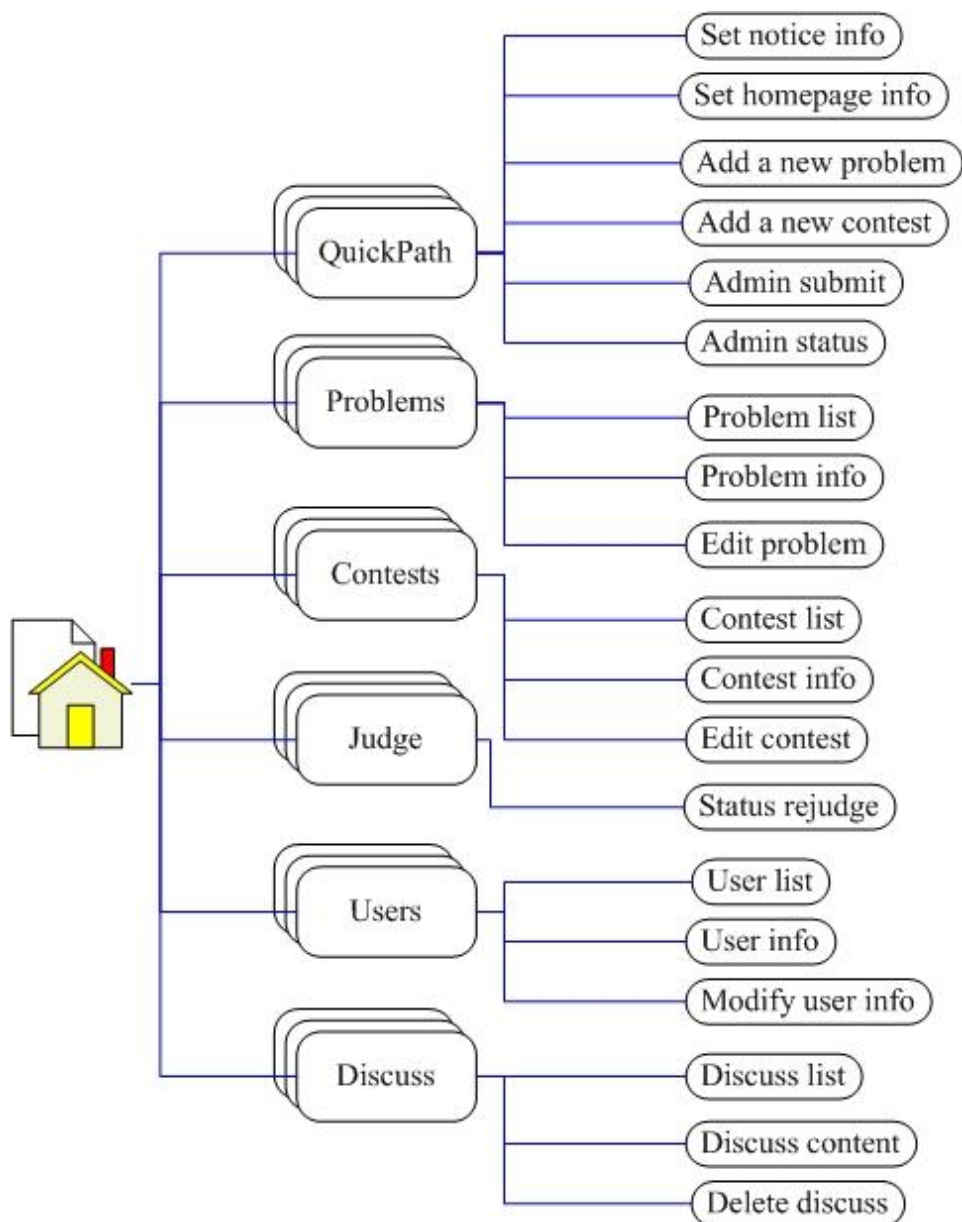 QuickPath
Set notice info
Set homepage info
Add a new problem
Add a new contest
Admin submit
Admin status
Problems
Problem list
Problem info
Edit problem
Contests
Contest list
Contest info
Edit contest
Judge
Status rejudge
Users
User list
User info
Modify user info
Discuss
Discuss list
Discuss content
Delete discuss